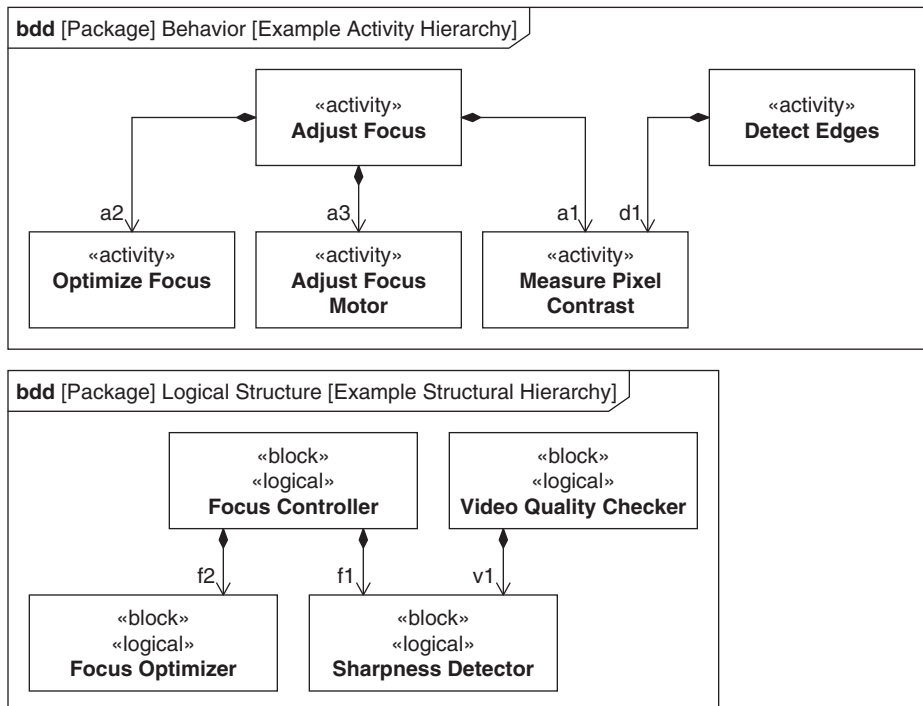 bdd [Package] Behavior [Example Activity Hierarchy]
«activity»
Adjust Focus
«activity»
Detect Edges
a2
a3
a1
d1
«activity»
Optimize Focus
«activity»
Adjust Focus
Motor
«activity»
Measure Pixel
Contrast
bdd [Package] Logical Structure [Example Structural Hierarchy]
«block»
«logical»
Focus Controller
«block»
«logical»
Video Quality Checker
f2
f1
v1
«block»
«logical»
Focus Optimizer
«block»
«logical»
Sharpness Detector